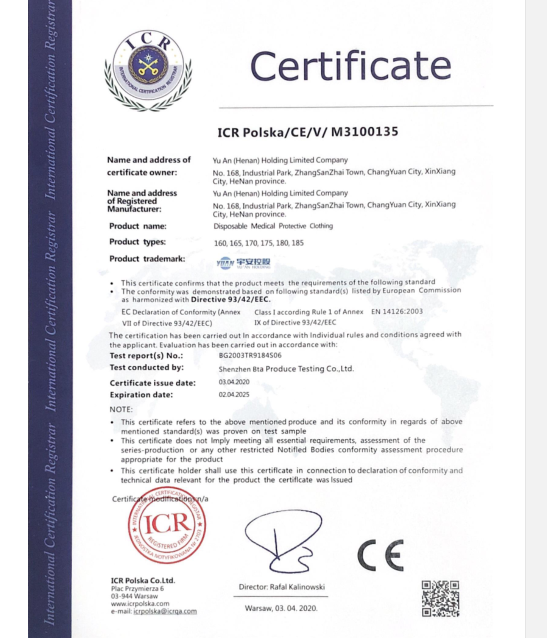 International Certification Registrar International Certification Registrar International Certification Registrar
ICR
INTERNATIONAL CERTIFICATION REGISTRAR
Certificate
ICR Polska/CE/V/ M3100135
Name and address of
certificate owner:
Yu An (Henan) Holding Limited Company
No. 168, Industrial Park, ZhangSanZhai Town, ChangYuan City, XinXiang
City, HeNan province.
Name and address
of Registered
Manufacturer:
Yu An (Henan) Holding Limited Company
No. 168, Industrial Park, ZhangSanZhai Town, ChangYuan City, XinXiang
City, HeNan province.
Product name: Disposable Medical Protective Clothing
Product types: 160, 165, 170, 175, 180, 185
Product trademark: YUAN 宇安控股
YU AN HOLDING
• This certificate confirms that the product meets the requirements of the following standard
• The conformity was demonstrated based on following standard(s) listed by European Commission
as harmonized with Directive 93/42/EEC.
EC Declaration of Conformity (Annex Class I according Rule 1 of Annex EN 14126:2003
VII of Directive 93/42/EEC) IX of Directive 93/42/EEC
The certification has been carried out in accordance with individual rules and conditions agreed with
the applicant. Evaluation has been carried out in accordance with:
Test report(s) No.: BG2003TR9184S06
Test conducted by: Shenzhen Bta Produce Testing Co.,Ltd.
Certificate issue date: 03.04.2020
Expiration date: 02.04.2025
NOTE:
• This certificate refers to the above mentioned produce and its conformity in regards of above
mentioned standard(s) was proven on test sample
• This certificate does not Imply meeting all essential requirements, assessment of the
series-production or any other restricted Notified Bodies conformity assessment procedure
appropriate for the product
• This certificate holder shall use this certificate in connection to declaration of conformity and
technical data relevant for the product the certificate was Issued
Certificate modifications: n/a
ICR
REGISTERED FIRM
CE
ICR Polska Co.Ltd.
Plac Przymierza 6
03-944 Warsaw
www.icrpolska.com
e-mail: icrpolska@icrqa.com
Director: Rafal Kalinowski
Warsaw, 03. 04. 2020.